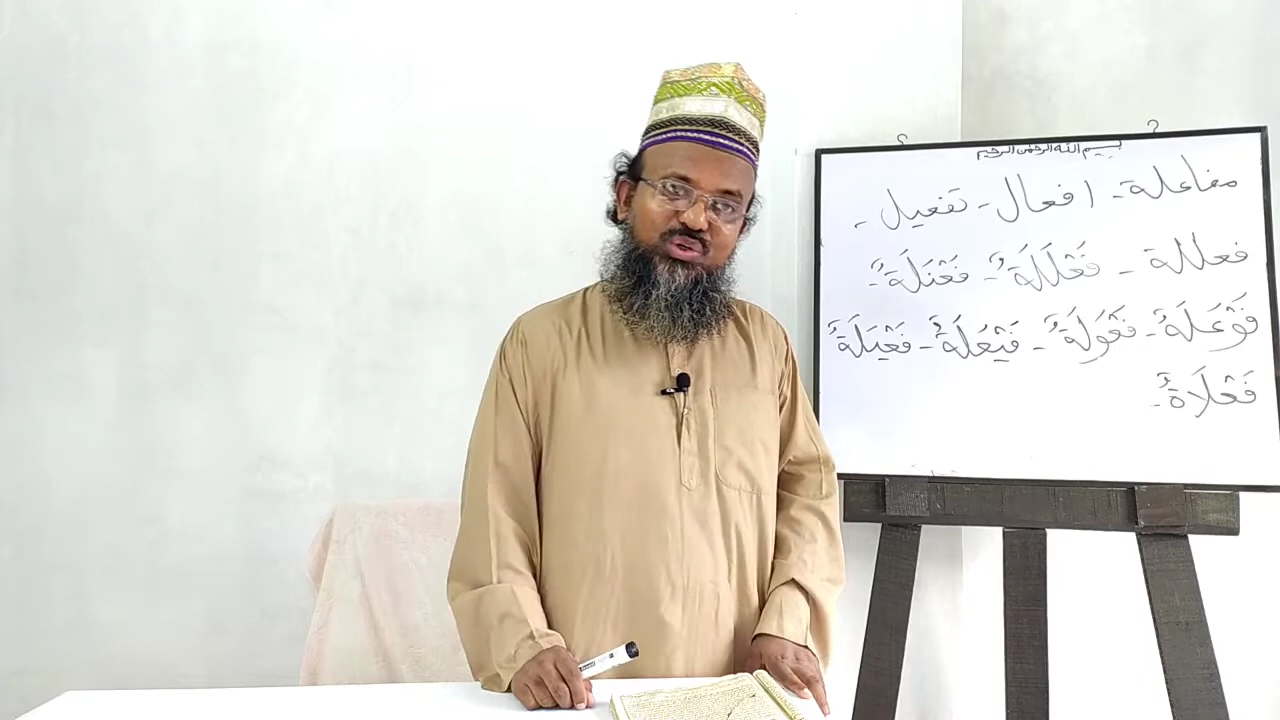 بسم الله الرحمن الرحيم
مفاعلة - افعال - تفعيل -
فعللة - فَعْلَلَةٌ - فَعْنَلَةٌ -
فَوْعَلَةٌ - فَعْوَلَةٌ - فَيْعَلَةٌ - فَعْيَلَةٌ
فَعْلَاةٌ -